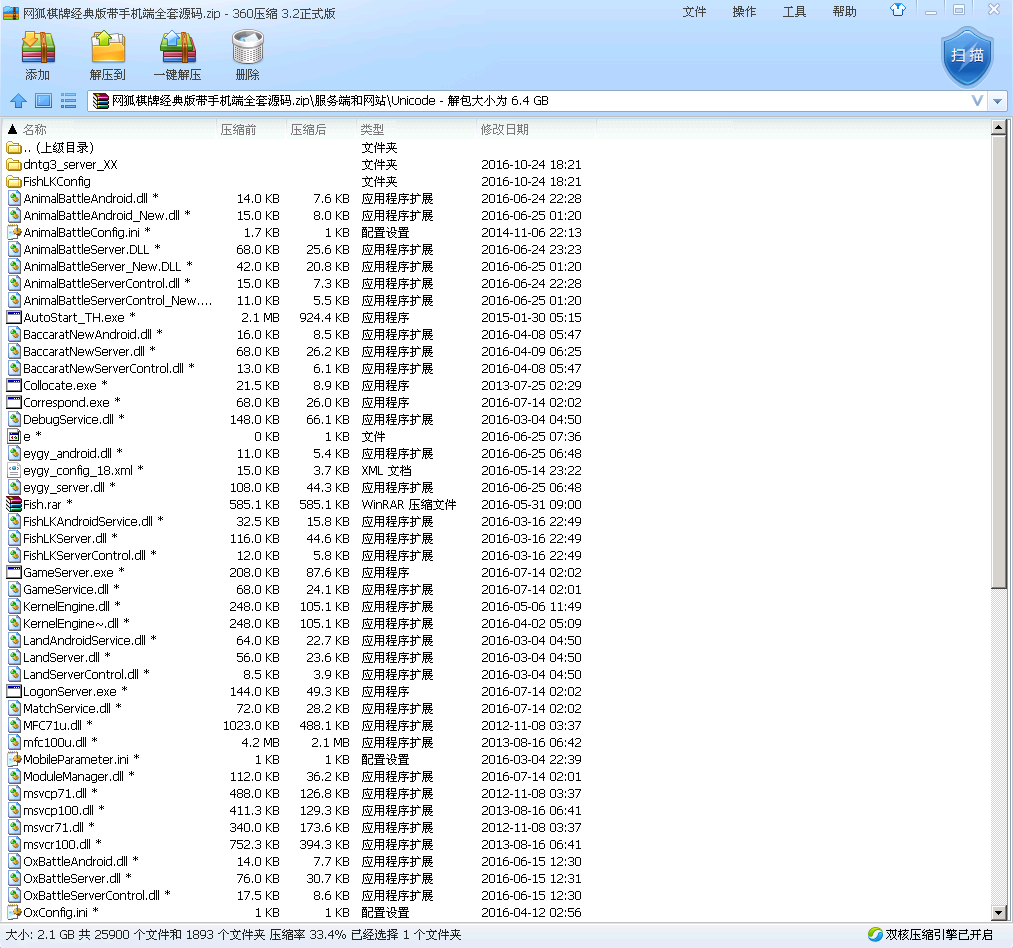 网狐棋牌经典版带手机端全套源码.zip - 360压缩 3.2正式版 文件 操作 工具 帮助
添加 解压到 一键解压 删除 扫描
网狐棋牌经典版带手机端全套源码.zip\服务端和网站\Unicode - 解包大小为 6.4 GB
名称 压缩前 压缩后 类型 修改日期
.. (上级目录) 文件夹
dntg3_server_XX 文件夹 2016-10-24 18:21
FishLKConfig 文件夹 2016-10-24 18:21
AnimalBattleAndroid.dll * 14.0 KB 7.6 KB 应用程序扩展 2016-06-24 22:28
AnimalBattleAndroid_New.dll * 15.0 KB 8.0 KB 应用程序扩展 2016-06-25 01:20
AnimalBattleConfig.ini * 1.7 KB 1 KB 配置设置 2014-11-06 22:13
AnimalBattleServer.DLL * 68.0 KB 25.6 KB 应用程序扩展 2016-06-24 23:23
AnimalBattleServer_New.DLL * 42.0 KB 20.8 KB 应用程序扩展 2016-06-25 01:20
AnimalBattleServerControl.dll * 15.0 KB 7.3 KB 应用程序扩展 2016-06-24 22:28
AnimalBattleServerControl_New.... 11.0 KB 5.5 KB 应用程序扩展 2016-06-25 01:20
AutoStart_TH.exe * 2.1 MB 924.4 KB 应用程序 2015-01-30 05:15
BaccaratNewAndroid.dll * 16.0 KB 8.5 KB 应用程序扩展 2016-04-08 05:47
BaccaratNewServer.dll * 68.0 KB 26.2 KB 应用程序扩展 2016-04-09 06:25
BaccaratNewServerControl.dll * 13.0 KB 6.1 KB 应用程序扩展 2016-04-08 05:47
Collocate.exe * 21.5 KB 8.9 KB 应用程序 2013-07-25 02:29
Correspond.exe * 68.0 KB 26.0 KB 应用程序 2016-07-14 02:02
DebugService.dll * 148.0 KB 66.1 KB 应用程序扩展 2016-03-04 04:50
e * 0 KB 1 KB 文件 2016-06-25 07:36
eygy_android.dll * 11.0 KB 5.4 KB 应用程序扩展 2016-06-25 06:48
eygy_config_18.xml * 15.0 KB 3.7 KB XML 文档 2016-05-14 23:22
eygy_server.dll * 108.0 KB 44.3 KB 应用程序扩展 2016-06-25 06:48
Fish.rar * 585.1 KB 585.1 KB WinRAR 压缩文件 2016-05-31 09:00
FishLKAndroidService.dll * 32.5 KB 15.8 KB 应用程序扩展 2016-03-16 22:49
FishLKServer.dll * 116.0 KB 44.6 KB 应用程序扩展 2016-03-16 22:49
FishLKServerControl.dll * 12.0 KB 5.8 KB 应用程序扩展 2016-03-16 22:49
GameServer.exe * 208.0 KB 87.6 KB 应用程序 2016-07-14 02:02
GameService.dll * 68.0 KB 24.1 KB 应用程序扩展 2016-07-14 02:01
KernelEngine.dll * 248.0 KB 105.1 KB 应用程序扩展 2016-05-06 11:49
KernelEngine~.dll * 248.0 KB 105.1 KB 应用程序扩展 2016-04-02 05:09
LandAndroidService.dll * 64.0 KB 22.7 KB 应用程序扩展 2016-03-04 04:50
LandServer.dll * 56.0 KB 23.6 KB 应用程序扩展 2016-03-04 04:50
LandServerControl.dll * 8.5 KB 3.9 KB 应用程序扩展 2016-03-04 04:50
LogonServer.exe * 144.0 KB 49.3 KB 应用程序 2016-07-14 02:02
MatchService.dll * 72.0 KB 28.2 KB 应用程序扩展 2016-07-14 02:02
MFC71u.dll * 1023.0 KB 488.1 KB 应用程序扩展 2012-11-08 03:37
mfc100u.dll * 4.2 MB 2.1 MB 应用程序扩展 2013-08-16 06:42
MobileParameter.ini * 1 KB 1 KB 配置设置 2016-03-04 22:39
ModuleManager.dll * 112.0 KB 36.2 KB 应用程序扩展 2016-07-14 02:01
msvcp71.dll * 488.0 KB 126.8 KB 应用程序扩展 2012-11-08 03:37
msvcp100.dll * 411.3 KB 129.3 KB 应用程序扩展 2013-08-16 06:41
msvcr71.dll * 340.0 KB 173.6 KB 应用程序扩展 2012-11-08 03:37
msvcr100.dll * 752.3 KB 394.3 KB 应用程序扩展 2013-08-16 06:41
OxBattleAndroid.dll * 14.0 KB 7.7 KB 应用程序扩展 2016-06-15 12:30
OxBattleServer.dll * 76.0 KB 30.7 KB 应用程序扩展 2016-06-15 12:31
OxBattleServerControl.dll * 17.5 KB 8.6 KB 应用程序扩展 2016-06-15 12:30
OxConfig.ini * 1 KB 1 KB 配置设置 2016-04-12 02:56
大小: 2.1 GB 共 25900 个文件和 1893 个文件夹 压缩率 33.4% 已经选择 1 个文件夹 双核压缩引擎已开启